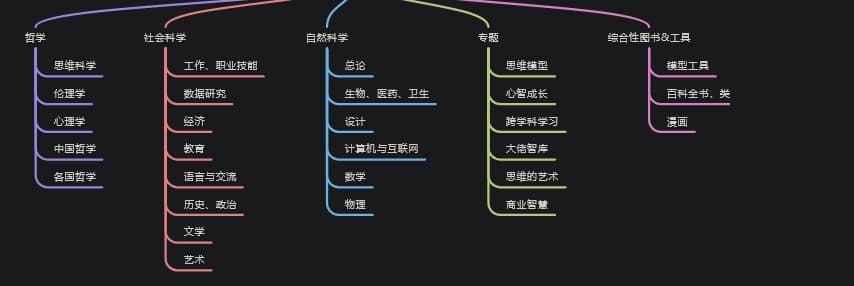 哲学
思维科学
伦理学
心理学
中国哲学
各国哲学
社会科学
工作、职业技能
数据研究
经济
教育
语言与交流
历史、政治
文学
艺术
自然科学
总论
生物、医药、卫生
设计
计算机与互联网
数学
物理
专题
思维模型
心智成长
跨学科学习
大佬智库
思维的艺术
商业智慧
综合性图书&工具
模型工具
百科全书、类
漫画